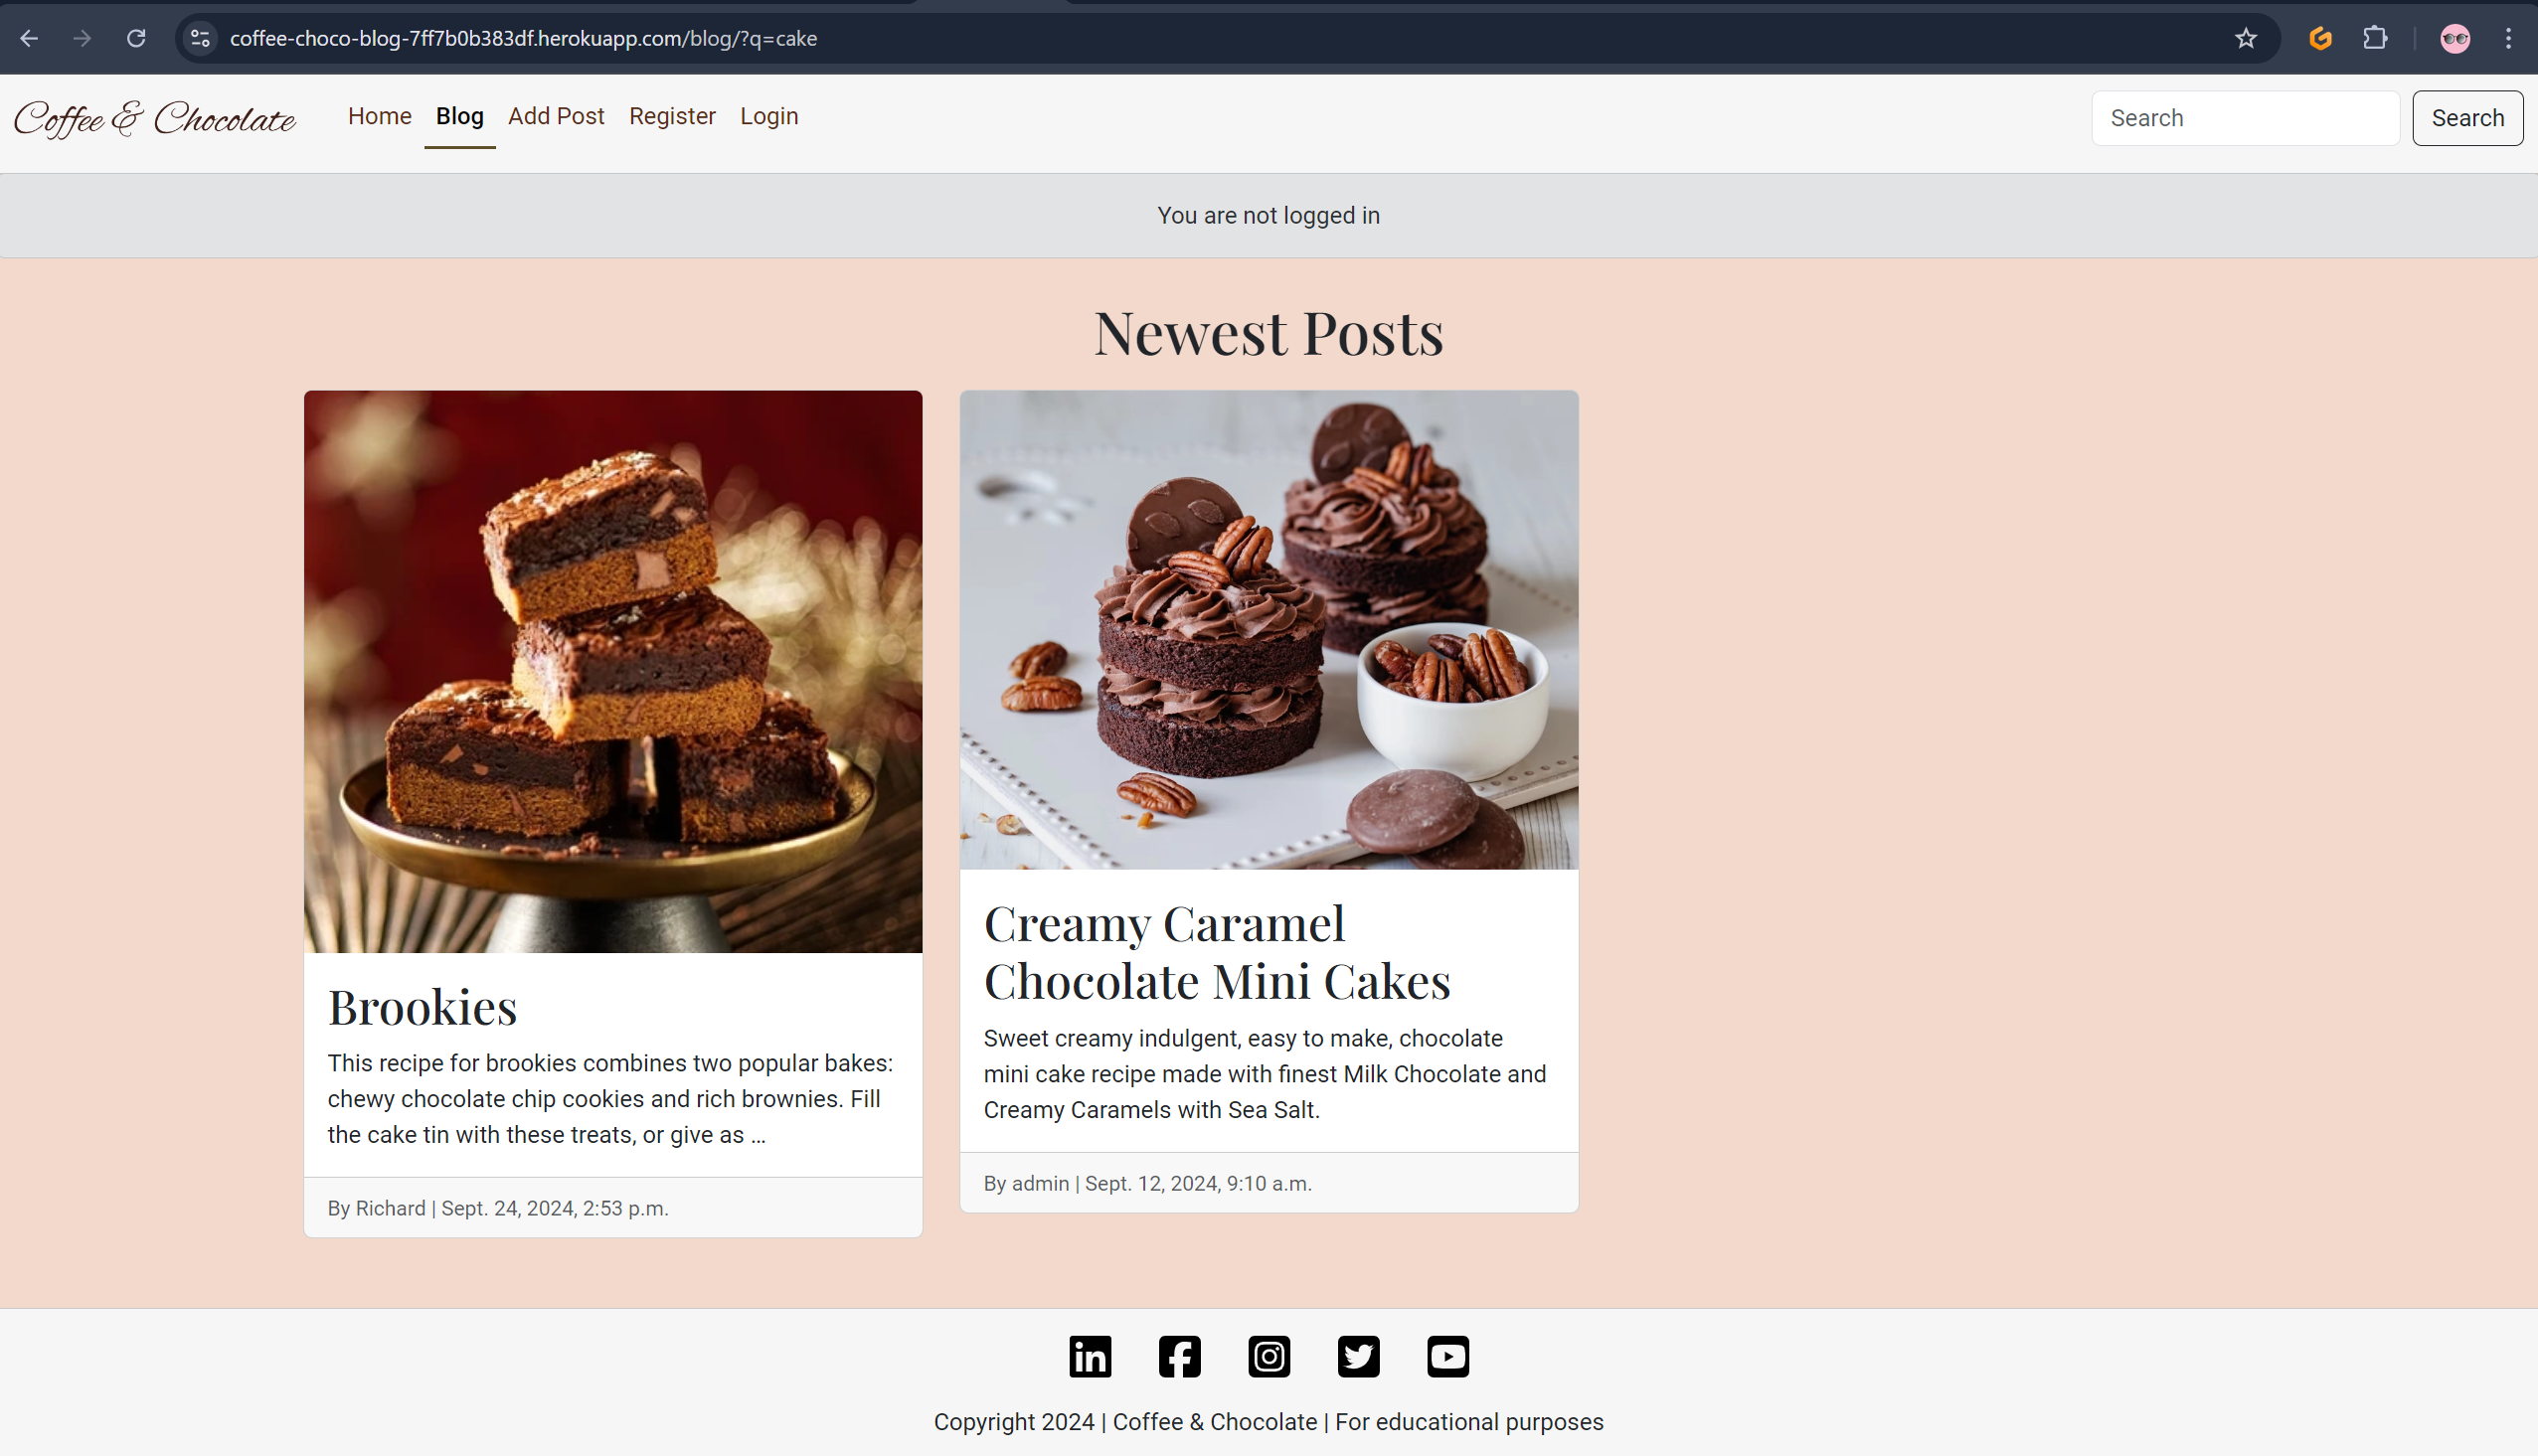 coffee-choco-blog-7ff7b0b383df.herokuapp.com/blog/?q=cake
Coffee & Chocolate
Home Blog Add Post Register Login
Search Search
You are not logged in
Newest Posts
Brookies
This recipe for brookies combines two popular bakes:
chewy chocolate chip cookies and rich brownies. Fill
the cake tin with these treats, or give as ...
By Richard | Sept. 24, 2024, 2:53 p.m.
Creamy Caramel
Chocolate Mini Cakes
Sweet creamy indulgent, easy to make, chocolate
mini cake recipe made with finest Milk Chocolate and
Creamy Caramels with Sea Salt.
By admin | Sept. 12, 2024, 9:10 a.m.
Copyright 2024 | Coffee & Chocolate | For educational purposes